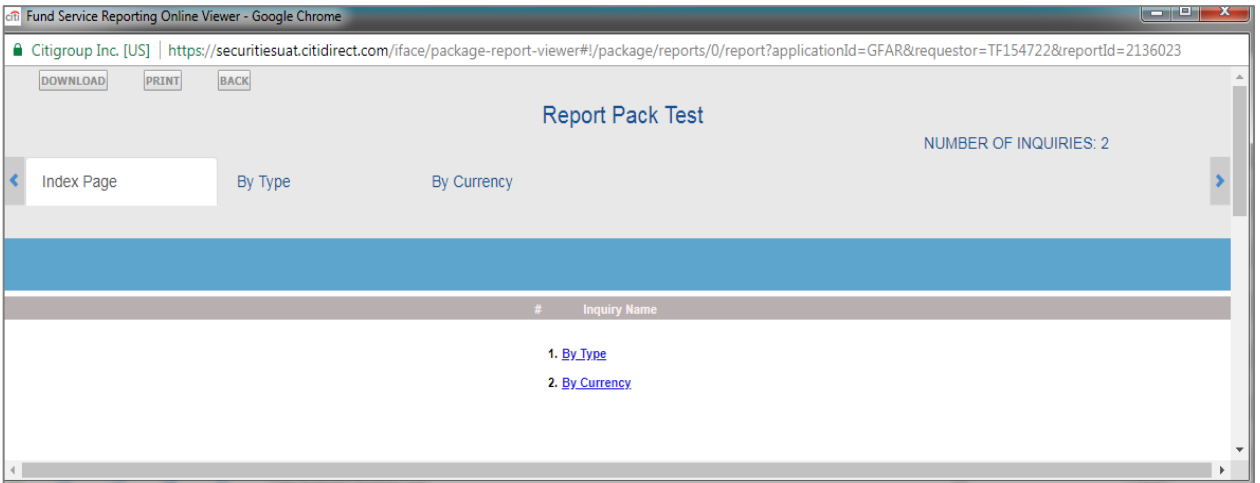 citi Fund Service Reporting Online Viewer - Google Chrome
Citigroup Inc. [US] | https://securitiesuat.citidirect.com/iface/package-report-viewer#!/package/reports/0/report?applicationId=GFAR&requestor=TF154722&reportId=2136023
DOWNLOAD PRINT BACK
Report Pack Test
NUMBER OF INQUIRIES: 2
Index Page By Type By Currency
# Inquiry Name
1. By Type
2. By Currency